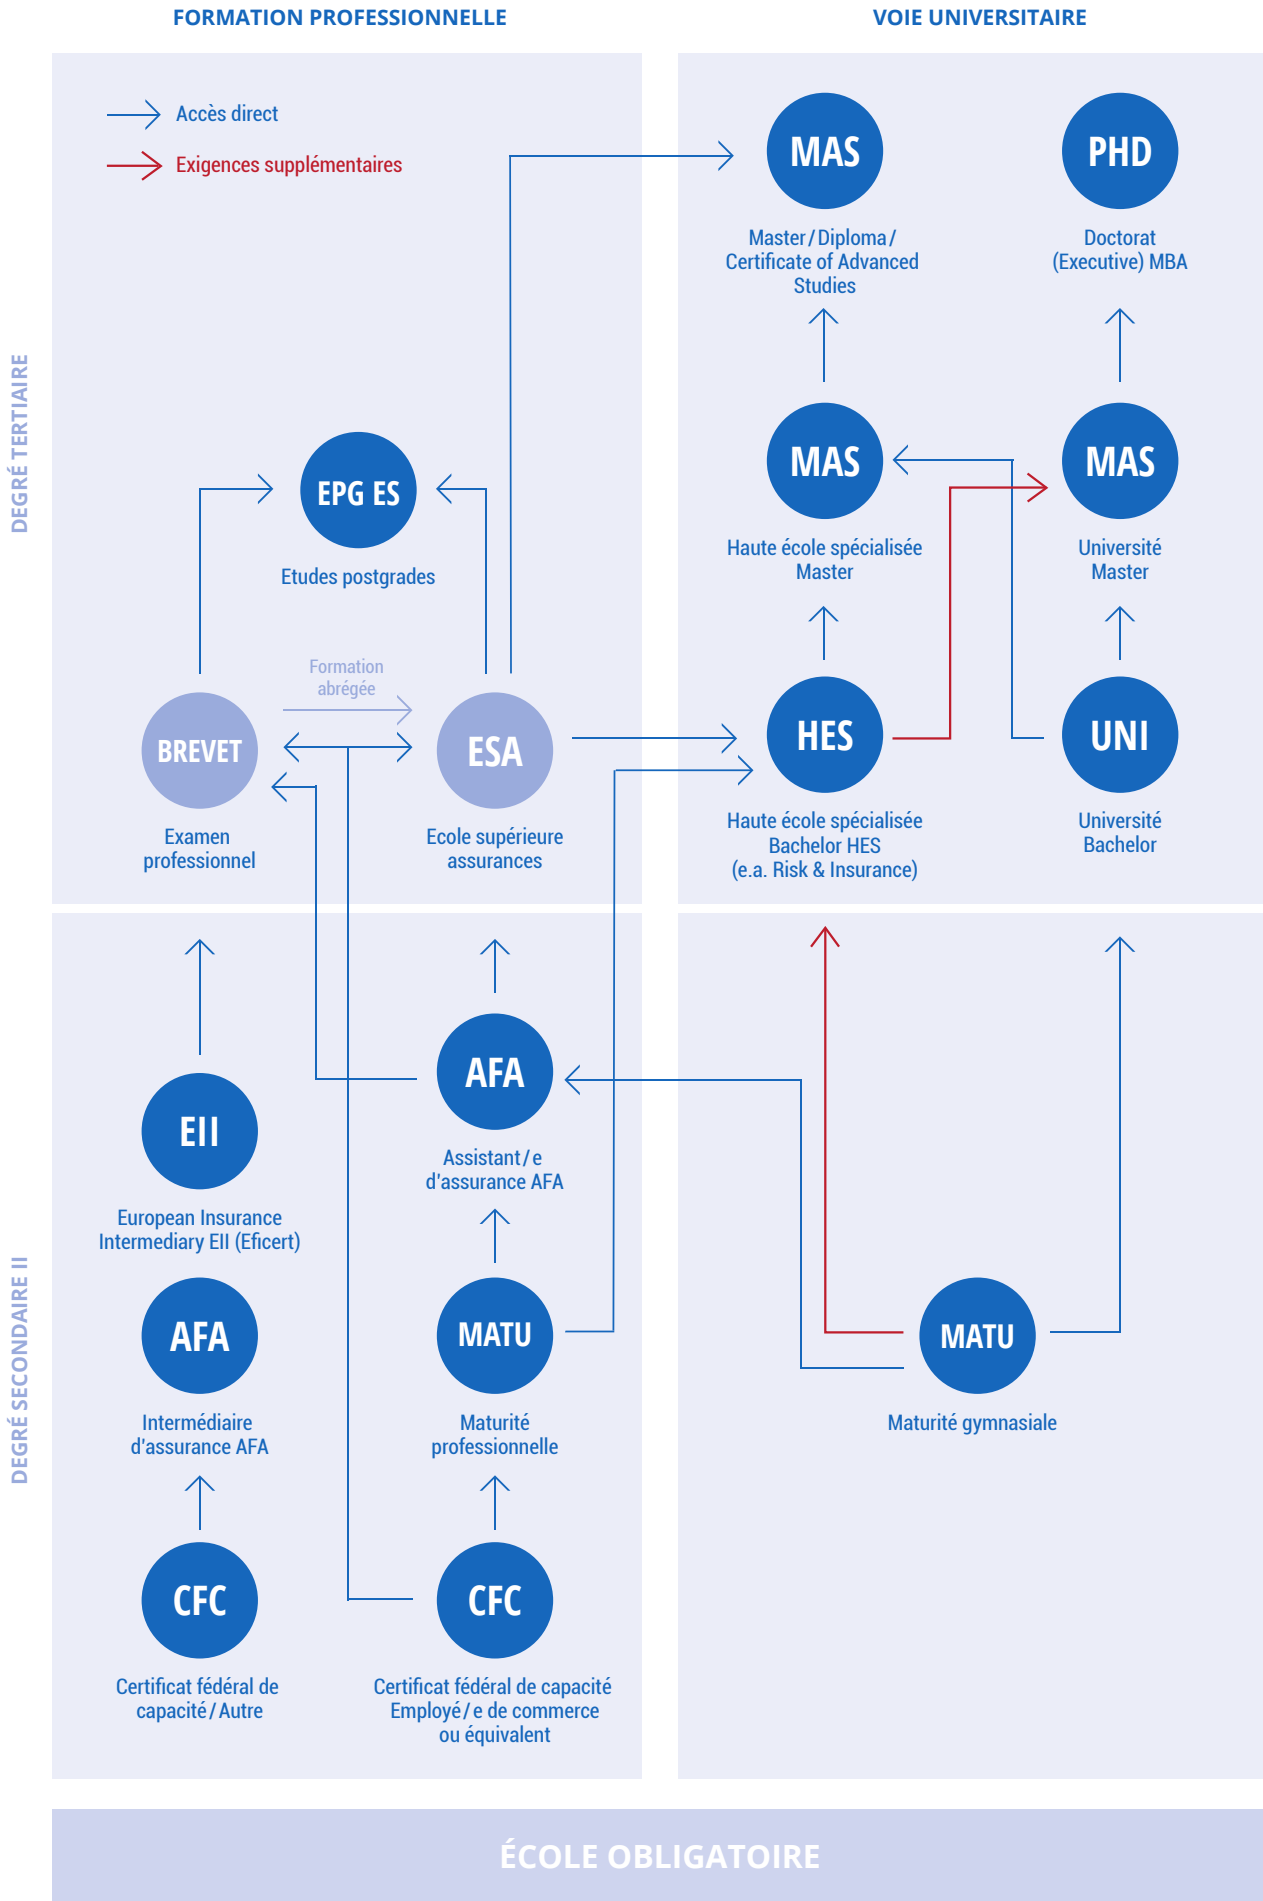 FORMATION PROFESSIONNELLE
VOIE UNIVERSITAIRE
Accès direct
Exigences supplémentaires
DEGRÉ TERTIAIRE
MAS
Master / Diploma /
Certificate of Advanced
Studies
PHD
Doctorat
(Executive) MBA
EPG ES
Etudes postgrades
MAS
Haute école spécialisée
Master
MAS
Université
Master
Formation
abrégée
BREVET
Examen
professionnel
ESA
Ecole supérieure
assurances
HES
Haute école spécialisée
Bachelor HES
(e.a. Risk & Insurance)
UNI
Université
Bachelor
DEGRÉ SECONDAIRE II
AFA
Assistant / e
d'assurance AFA
EII
European Insurance
Intermediary EII (Eficert)
AFA
Intermédiaire
d'assurance AFA
MATU
Maturité
professionnelle
MATU
Maturité gymnasiale
CFC
Certificat fédéral de
capacité / Autre
CFC
Certificat fédéral de capacité
Employé / e de commerce
ou équivalent
ÉCOLE OBLIGATOIRE